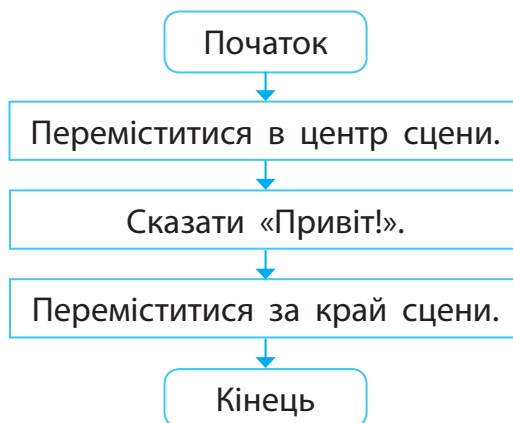 Початок
Переміститися в центр сцени.
Сказати «Привіт!».
Переміститися за край сцени.
Кінець